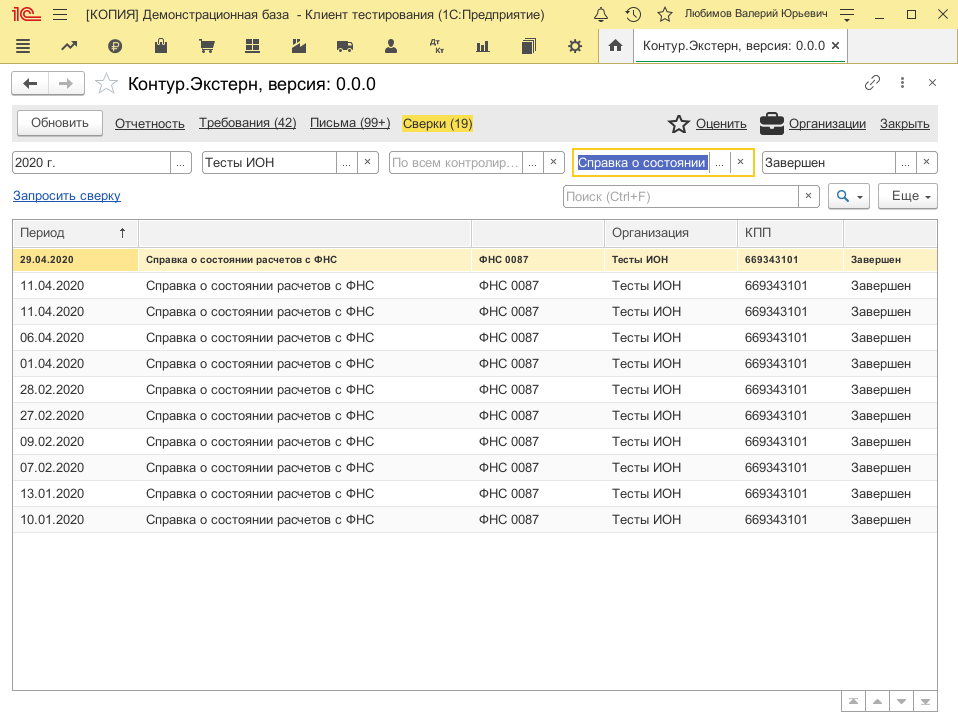 1С [КОПИЯ] Демонстрационная база - Клиент тестирования (1С:Предприятие) Любимов Валерий Юрьевич
Дт Кт Контур.Экстерн, версия: 0.0.0 ×
Контур.Экстерн, версия: 0.0.0
Обновить Отчетность Требования (42) Письма (99+) Сверки (19) Оценить Организации Закрыть
2020 г. ... Тесты ИОН ... × По всем контролир... ... × Справка о состоянии ... × Завершен ... ×
Запросить сверку Поиск (Ctrl+F) × Еще
Период ↑ Организация КПП
29.04.2020 Справка о состоянии расчетов с ФНС ФНС 0087 Тесты ИОН 669343101 Завершен
11.04.2020 Справка о состоянии расчетов с ФНС ФНС 0087 Тесты ИОН 669343101 Завершен
11.04.2020 Справка о состоянии расчетов с ФНС ФНС 0087 Тесты ИОН 669343101 Завершен
06.04.2020 Справка о состоянии расчетов с ФНС ФНС 0087 Тесты ИОН 669343101 Завершен
01.04.2020 Справка о состоянии расчетов с ФНС ФНС 0087 Тесты ИОН 669343101 Завершен
28.02.2020 Справка о состоянии расчетов с ФНС ФНС 0087 Тесты ИОН 669343101 Завершен
27.02.2020 Справка о состоянии расчетов с ФНС ФНС 0087 Тесты ИОН 669343101 Завершен
09.02.2020 Справка о состоянии расчетов с ФНС ФНС 0087 Тесты ИОН 669343101 Завершен
07.02.2020 Справка о состоянии расчетов с ФНС ФНС 0087 Тесты ИОН 669343101 Завершен
13.01.2020 Справка о состоянии расчетов с ФНС ФНС 0087 Тесты ИОН 669343101 Завершен
10.01.2020 Справка о состоянии расчетов с ФНС ФНС 0087 Тесты ИОН 669343101 Завершен